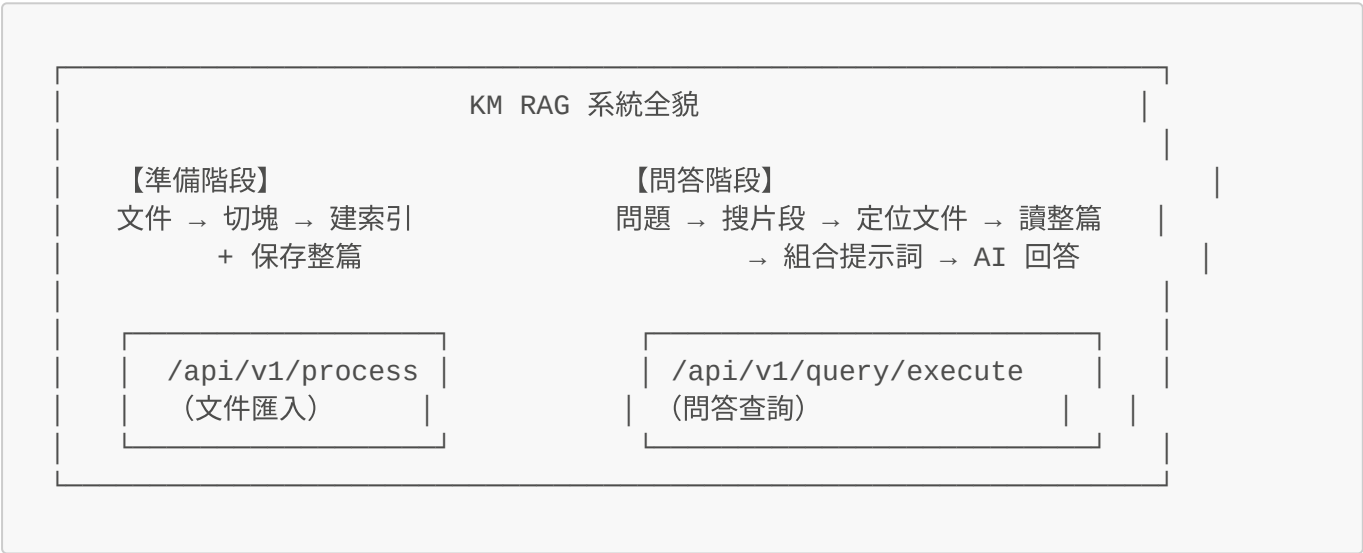 KM RAG 系統全貌
【準備階段】 【問答階段】
文件 → 切塊 → 建索引 問題 → 搜片段 → 定位文件 → 讀整篇
+ 保存整篇 → 組合提示詞 → AI 回答
/api/v1/process /api/v1/query/execute
（文件匯入） （問答查詢）